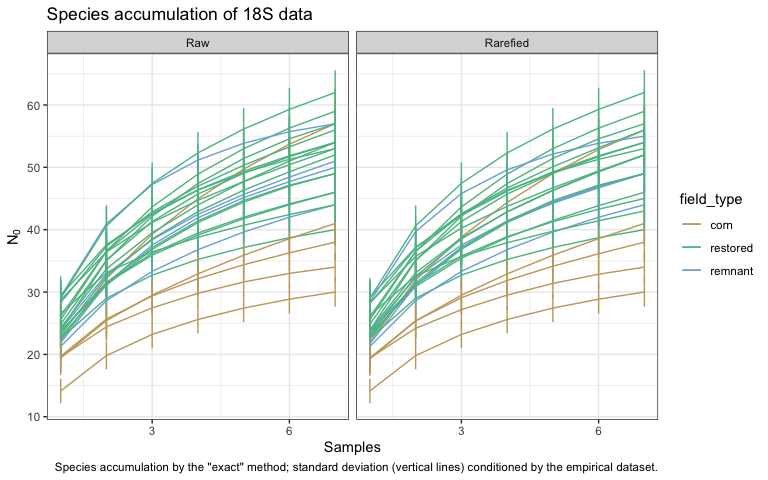 Species accumulation of 18S data
Raw
Rarefied
60
50
40
30
20
10
N0
3
6
3
6
Samples
field_type
corn
restored
remnant
Species accumulation by the "exact" method; standard deviation (vertical lines) conditioned by the empirical dataset.